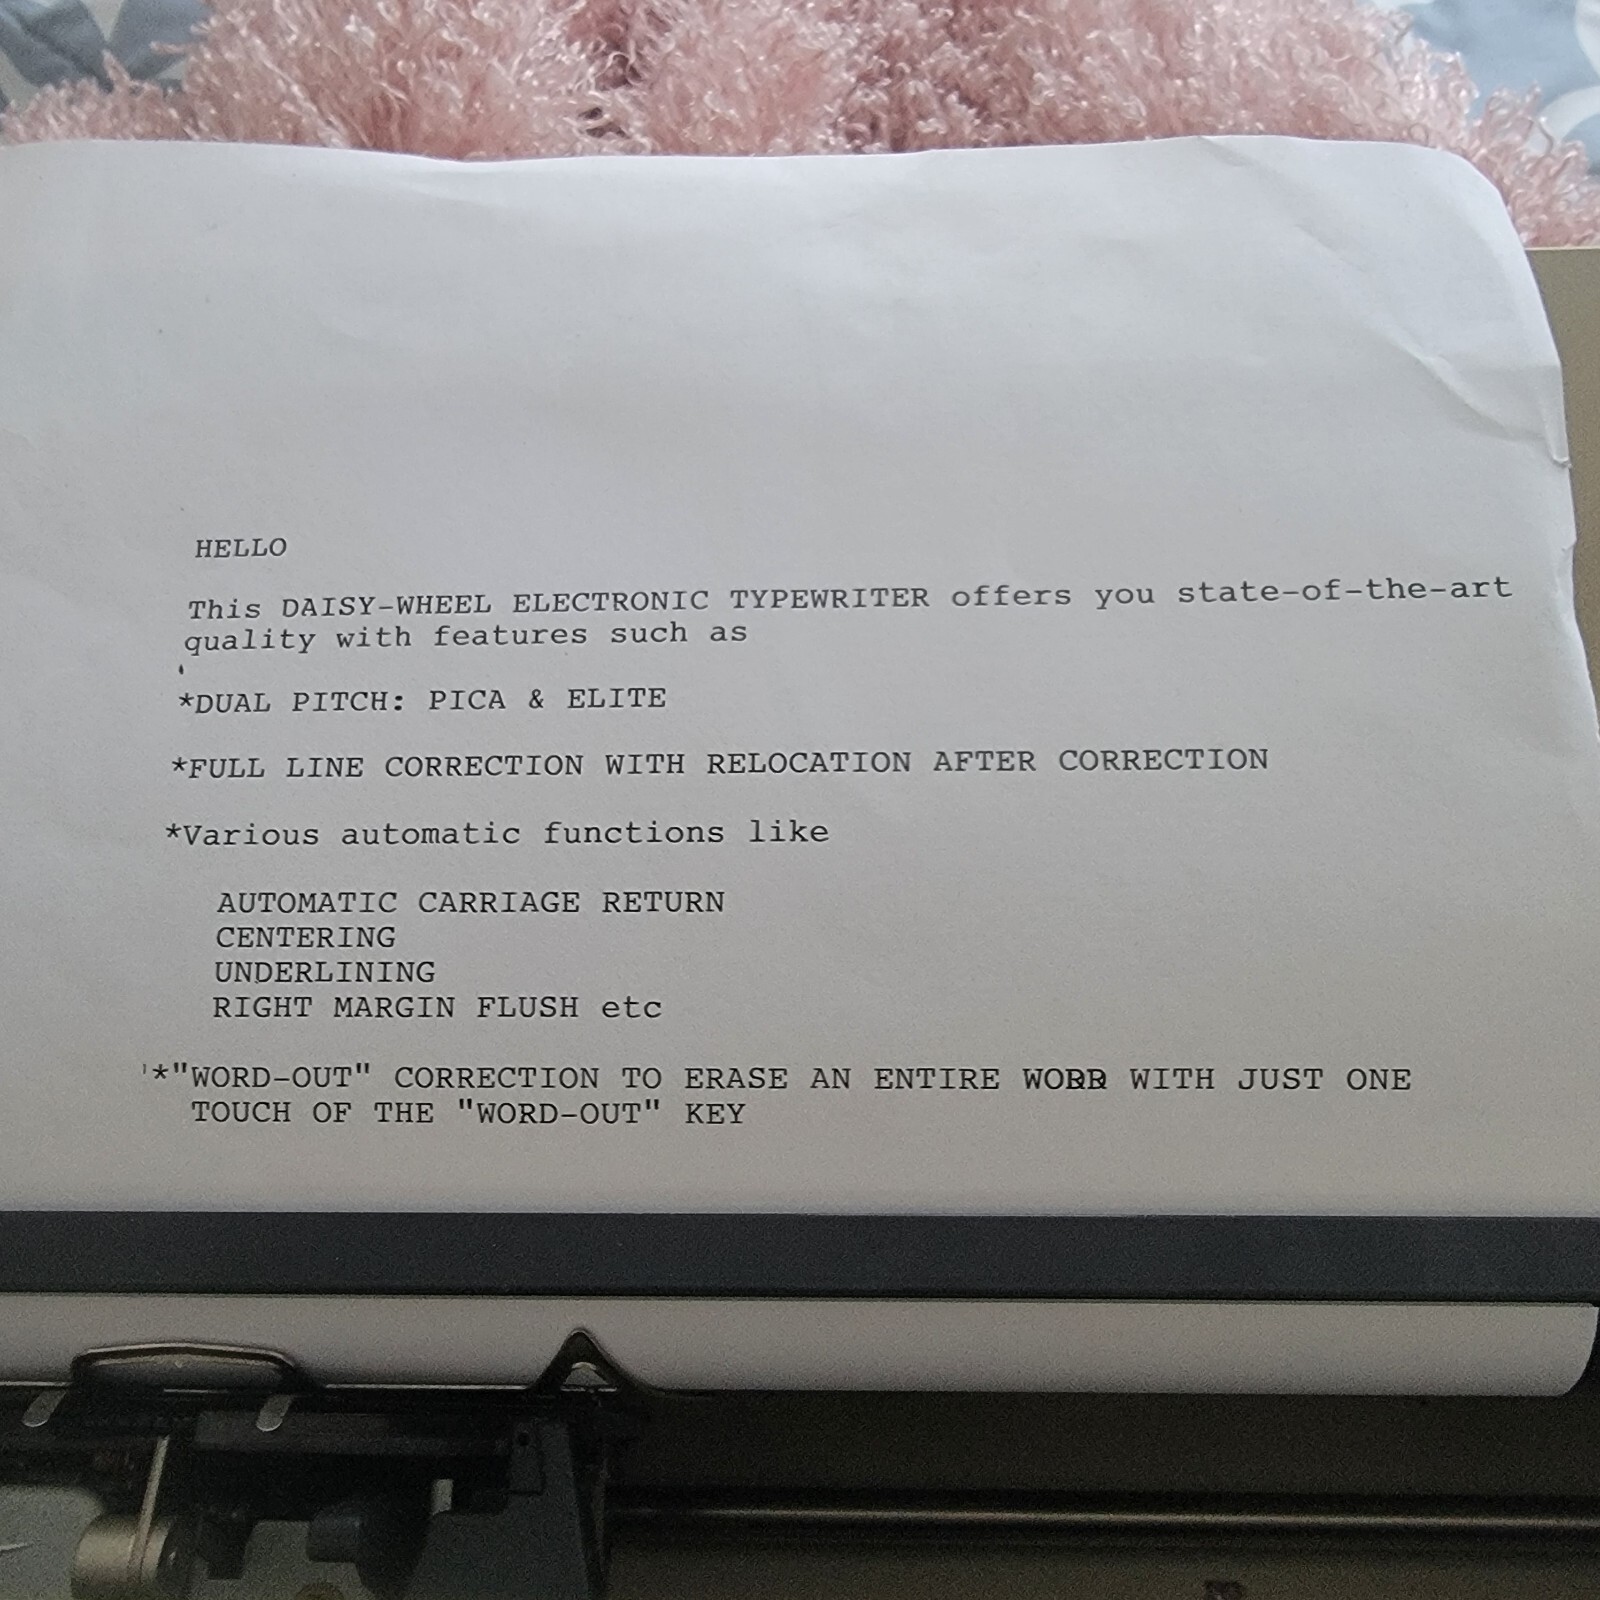 HELLO
This DAISY-WHEEL ELECTRONIC TYPEWRITER offers you state-of-the-art
quality with features such as
*DUAL PITCH: PICA & ELITE
*FULL LINE CORRECTION WITH RELOCATION AFTER CORRECTION
*Various automatic functions like
AUTOMATIC CARRIAGE RETURN
CENTERING
UNDERLINING
RIGHT MARGIN FLUSH etc
'*"WORD-OUT" CORRECTION TO ERASE AN ENTIRE WITH JUST ONE
TOUCH OF THE "WORD-OUT" KEY